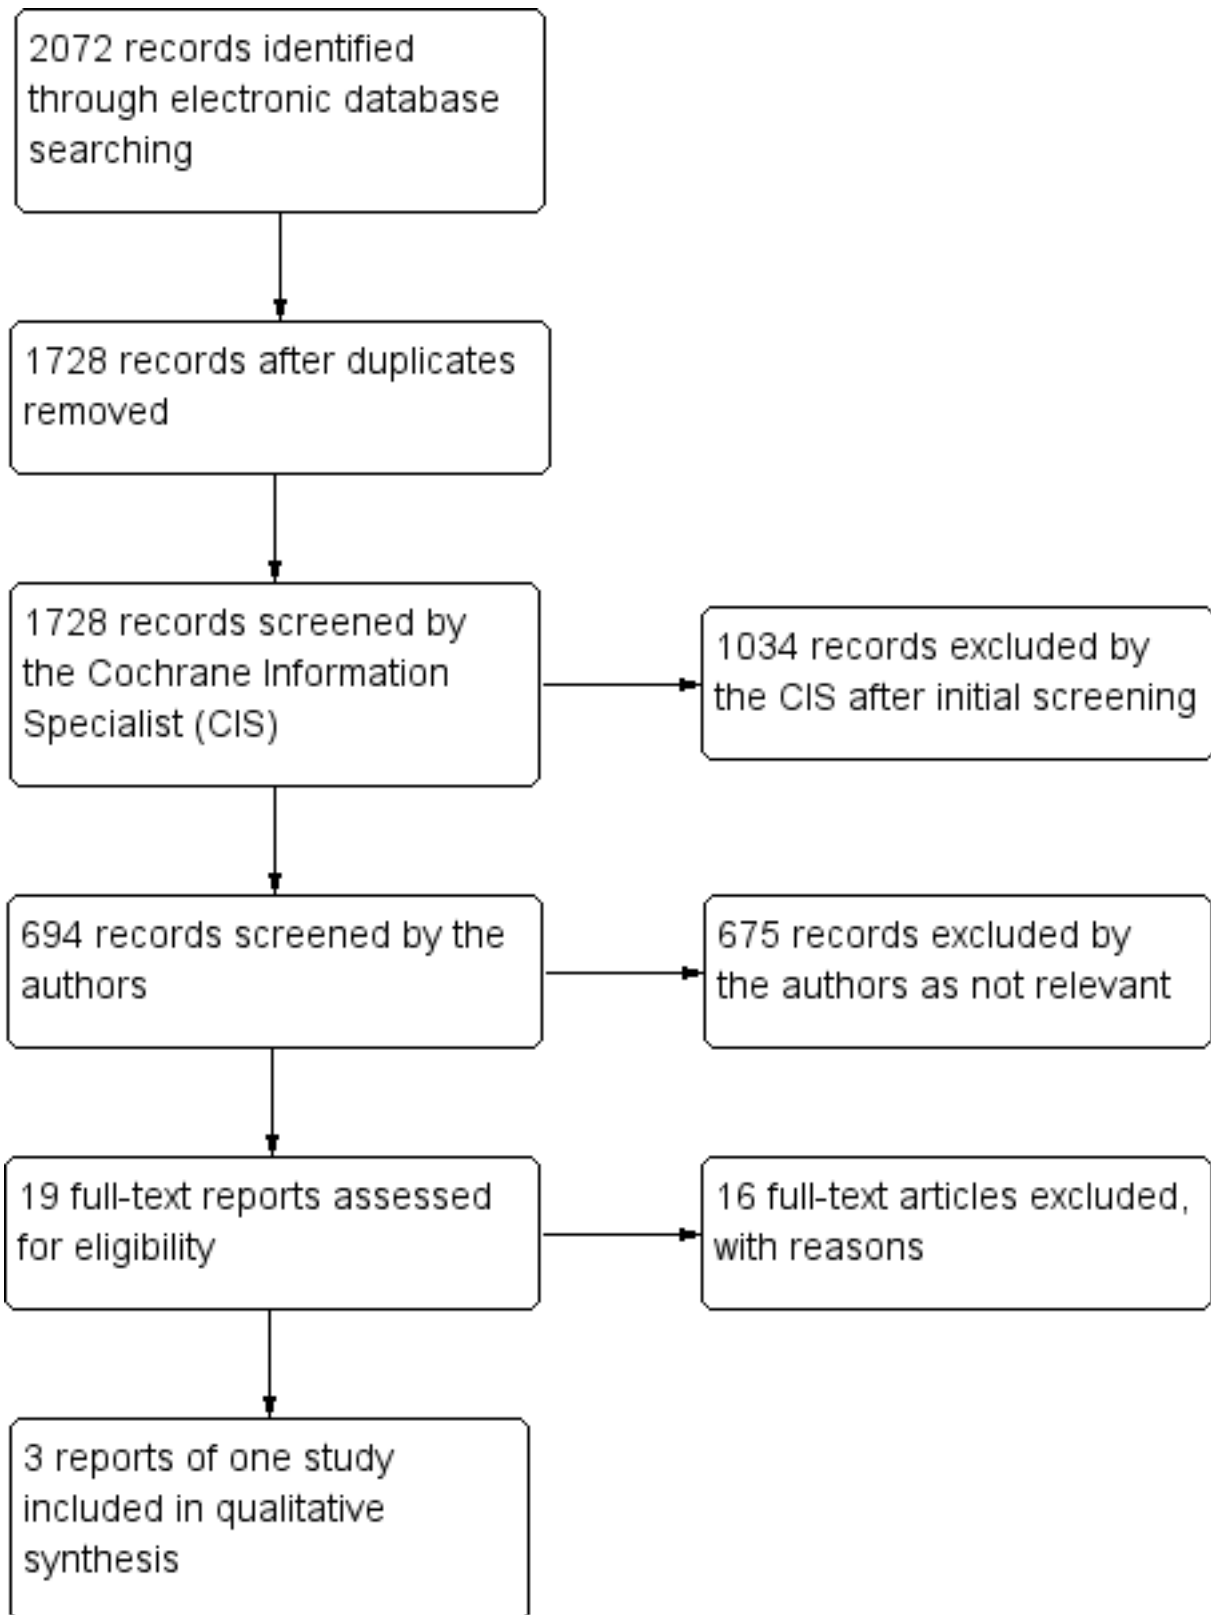 2072 records identified
through electronic database
searching
1728 records after duplicates
removed
1728 records screened by
the Cochrane Information
Specialist (CIS)
1034 records excluded by
the CIS after initial screening
694 records screened by the
authors
675 records excluded by
the authors as not relevant
19 full-text reports assessed
for eligibility
16 full-text articles excluded,
with reasons
3 reports of one study
included in qualitative
synthesis